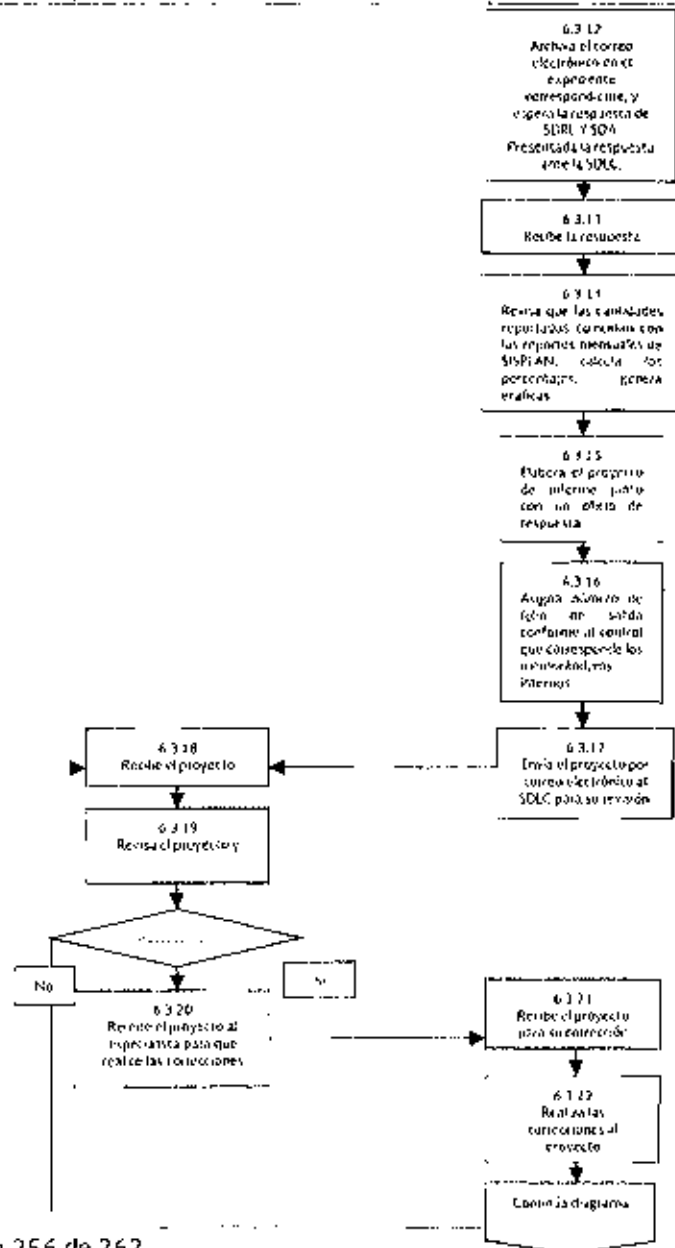 6.3.12
Archiva el correo
electrónico en el
expediente
correspondiente, y
espera la respuesta de
SDRL Y SDA
Presentada la respuesta
ante la SDLC.
6.3.13
Recibe la respuesta
6.3.14
Revisa que las cantidades
reportadas coincidan con
los reportes mensuales de
SISPLAN, calcula los
porcentajes, genera
graficas
6.3.15
Elabora el proyecto
de informe junto
con un oficio de
respuesta
6.3.16
Asigna número de
folio de salida
conforme al control
que corresponde los
internos
6.3.17
Envía el proyecto por
correo electrónico al
SDLC para su revisión
6.3.18
Recibe el proyecto
6.3.19
Revisa el proyecto y
No
Si
6.3.20
Remite el proyecto al
especialista para que
realice las correcciones
6.3.21
Recibe el proyecto
para su corrección
6.3.22
Realiza las
correcciones al
proyecto
Continúa diagrama
256 de 262